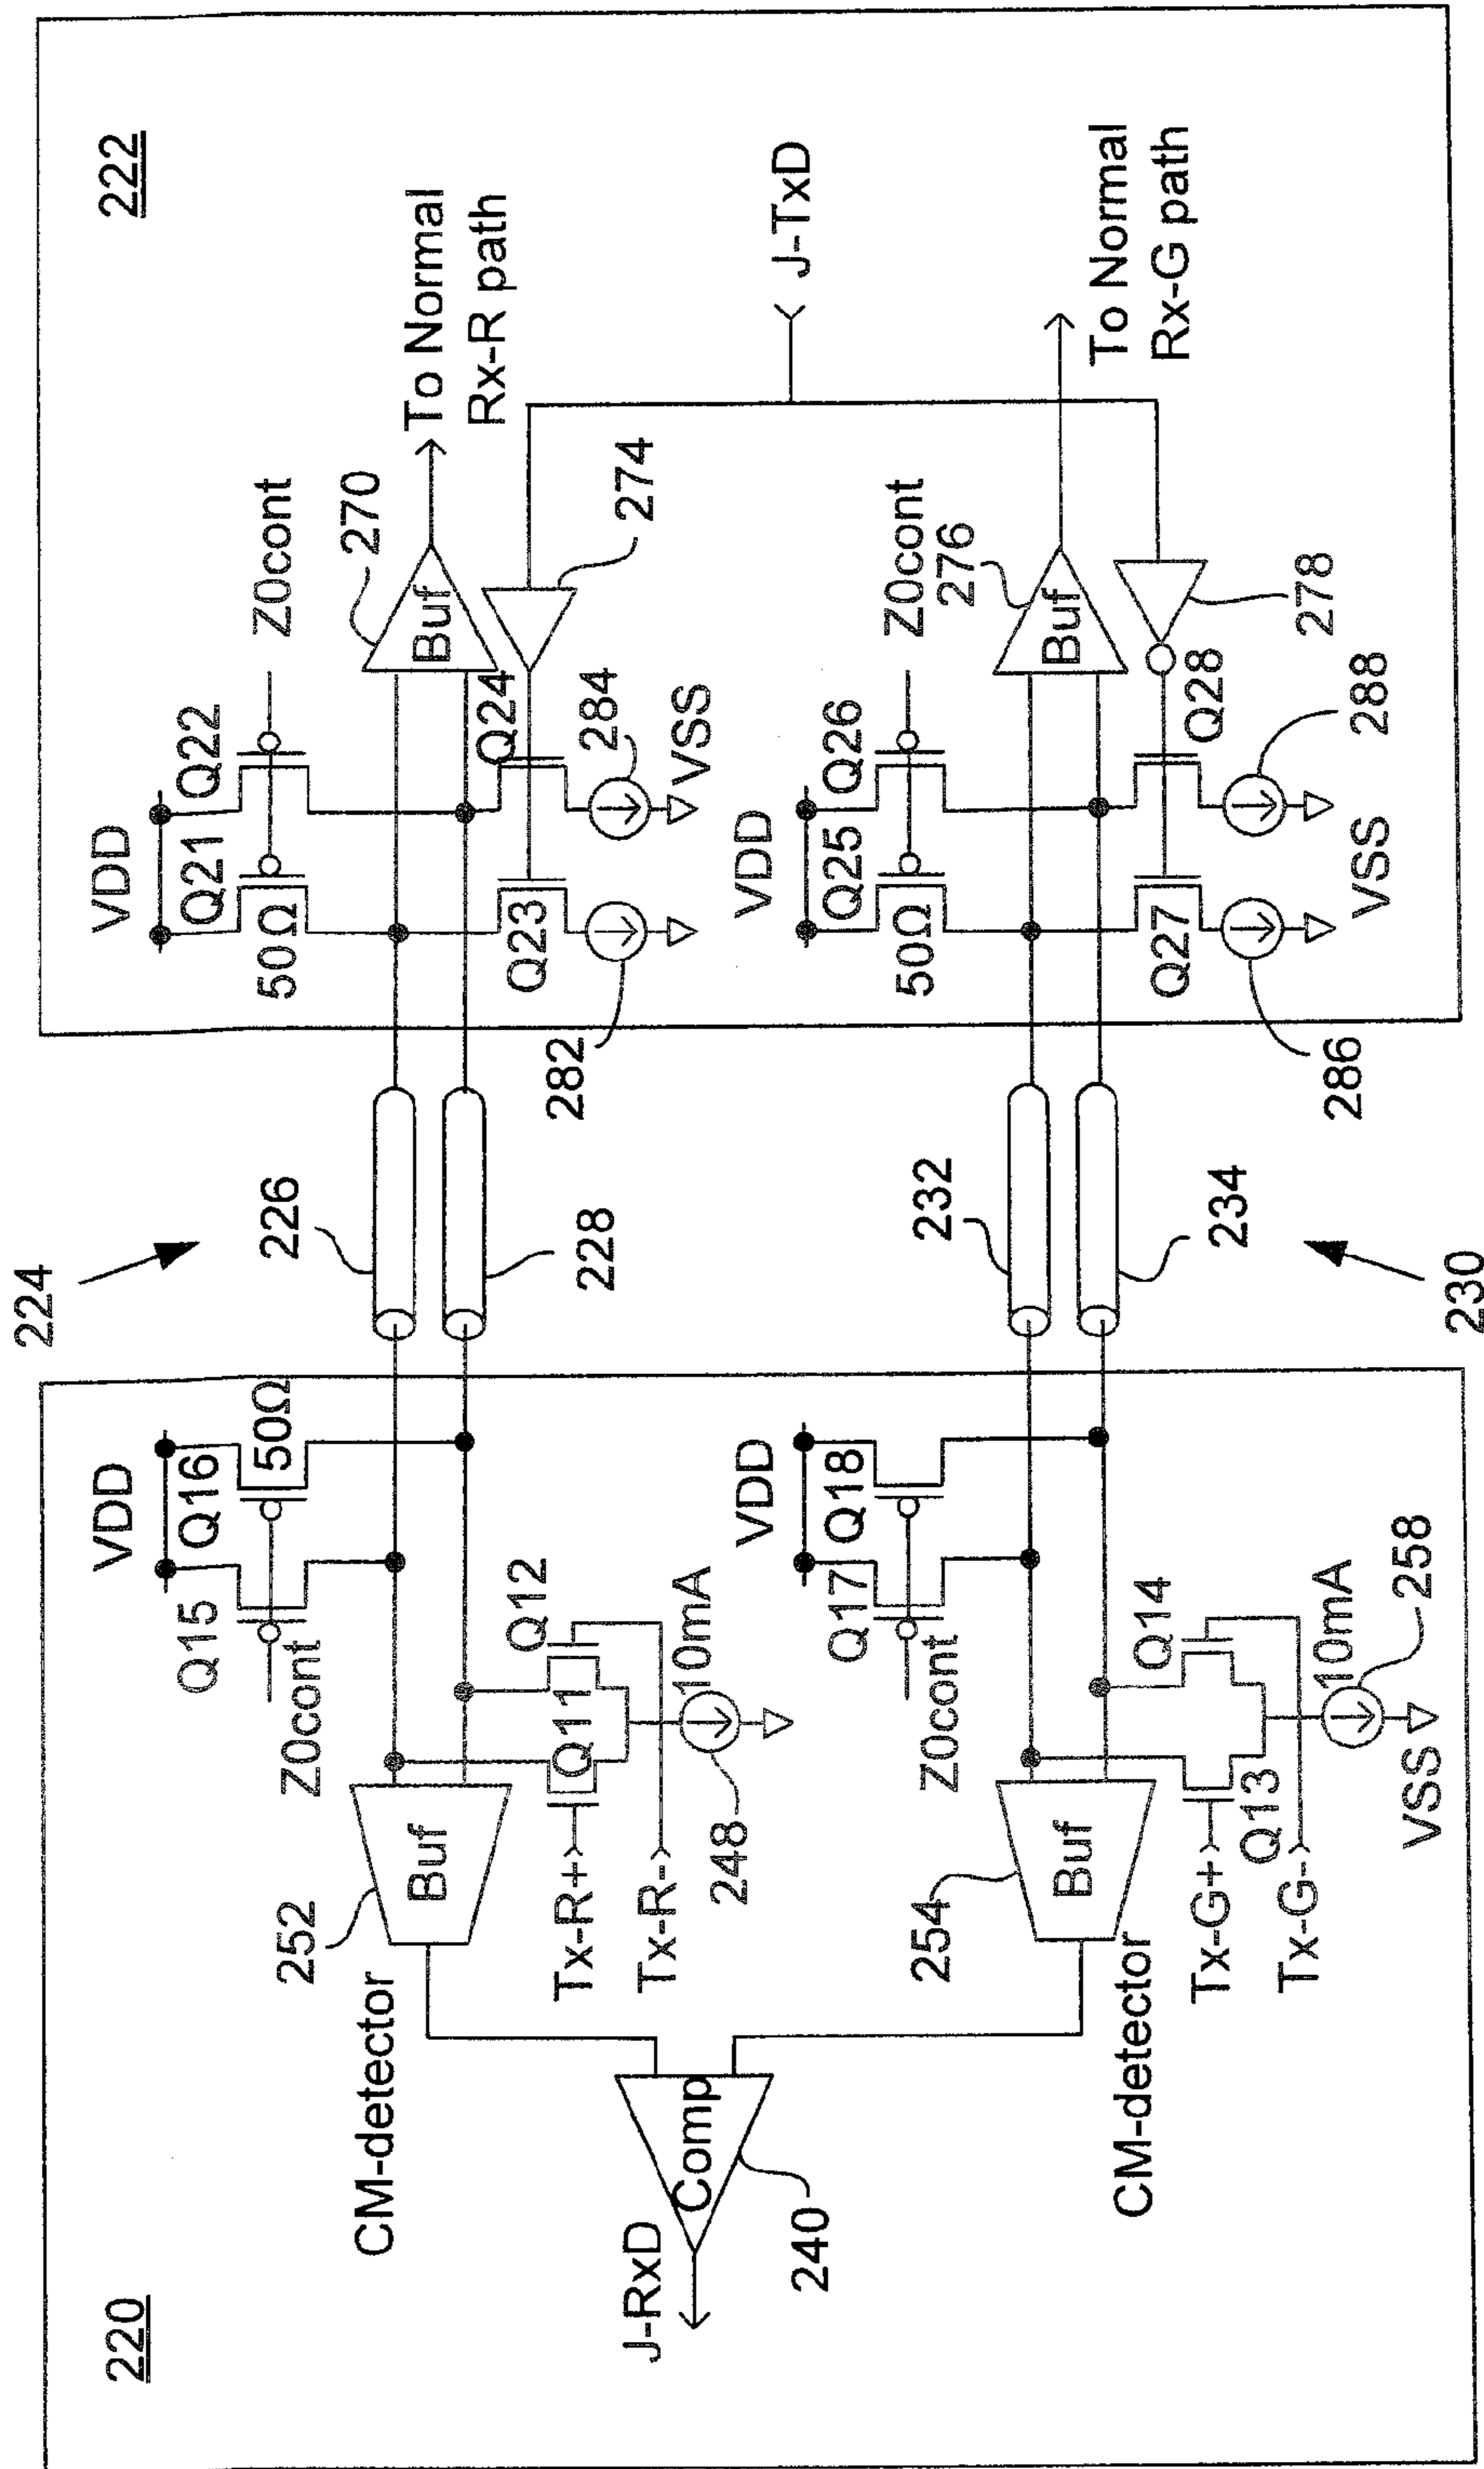 220
222
224
230
VDD
Q15
Q16
50Ω
Z0cont
226
228
252
Buf
CM-detector
Q11
Q12
Tx-R+
Tx-R-
10mA
248
J-RxD
Comp
240
VDD
Q17
Q18
Z0cont
232
234
254
Buf
CM-detector
Q13
Q14
Tx-G+
Tx-G-
10mA
258
VSS
VDD
Q21
Q22
50Ω
Z0cont
270
Buf
To Normal
Rx-R path
Q23
Q24
274
282
284
VSS
J-TxD
VDD
Q25
Q26
50Ω
Z0cont
276
Buf
To Normal
Rx-G path
Q27
Q28
278
286
288
VSS